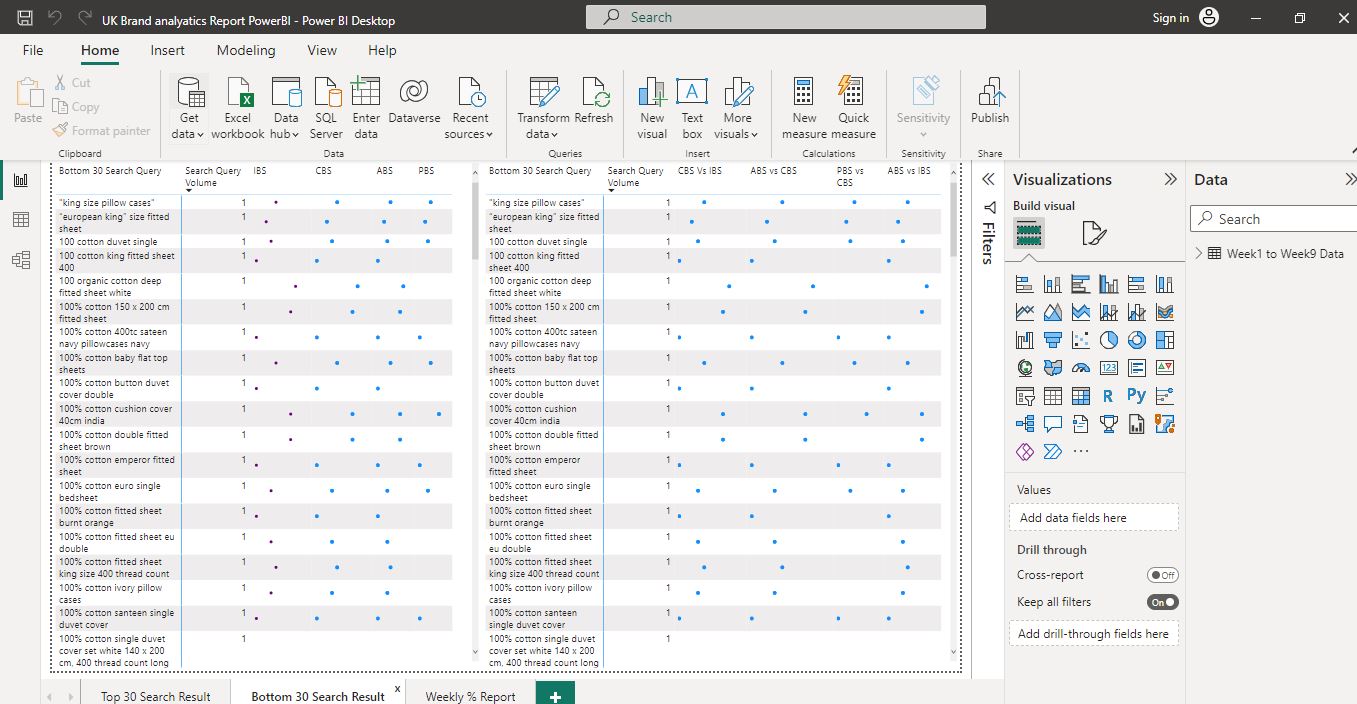 UK Brand analyatics Report PowerBI - Power BI Desktop
Search
Sign in
File Home Insert Modeling View Help
Paste
Cut
Copy
Format painter
Clipboard
Get data
Excel workbook
Data hub
SQL Server
Enter data
Dataverse
Recent sources
Data
Transform data
Refresh
Queries
New visual
Text box
More visuals
Insert
New measure
Quick measure
Calculations
Sensitivity
Sensitivity
Publish
Share
Bottom 30 Search Query Search Query Volume IBS CBS ABS PBS
"king size pillow cases" 1
"european king" size fitted sheet 1
100 cotton duvet single 1
100 cotton king fitted sheet 400 1
100 organic cotton deep fitted sheet white 1
100% cotton 150 x 200 cm fitted sheet 1
100% cotton 400tc sateen navy pillowcases navy 1
100% cotton baby flat top sheets 1
100% cotton button duvet cover double 1
100% cotton cushion cover 40cm india 1
100% cotton double fitted sheet brown 1
100% cotton emperor fitted sheet 1
100% cotton euro single bedsheet 1
100% cotton fitted sheet burnt orange 1
100% cotton fitted sheet eu double 1
100% cotton fitted sheet king size 400 thread count 1
100% cotton ivory pillow cases 1
100% cotton santeen single duvet cover 1
100% cotton single duvet cover set white 140 x 200 cm, 400 thread count long 1
Bottom 30 Search Query Search Query Volume CBS Vs IBS ABS vs CBS PBS vs CBS ABS vs IBS
"king size pillow cases" 1
"european king" size fitted sheet 1
100 cotton duvet single 1
100 cotton king fitted sheet 400 1
100 organic cotton deep fitted sheet white 1
100% cotton 150 x 200 cm fitted sheet 1
100% cotton 400tc sateen navy pillowcases navy 1
100% cotton baby flat top sheets 1
100% cotton button duvet cover double 1
100% cotton cushion cover 40cm india 1
100% cotton double fitted sheet brown 1
100% cotton emperor fitted sheet 1
100% cotton euro single bedsheet 1
100% cotton fitted sheet burnt orange 1
100% cotton fitted sheet eu double 1
100% cotton fitted sheet king size 400 thread count 1
100% cotton ivory pillow cases 1
100% cotton santeen single duvet cover 1
100% cotton single duvet cover set white 140 x 200 cm, 400 thread count long 1
Filters
Visualizations
Build visual
123
R
Py
...
Values
Add data fields here
Drill through
Cross-report Off
Keep all filters On
Add drill-through fields here
Data
Search
Week1 to Week9 Data
Top 30 Search Result
Bottom 30 Search Result x
Weekly % Report
+